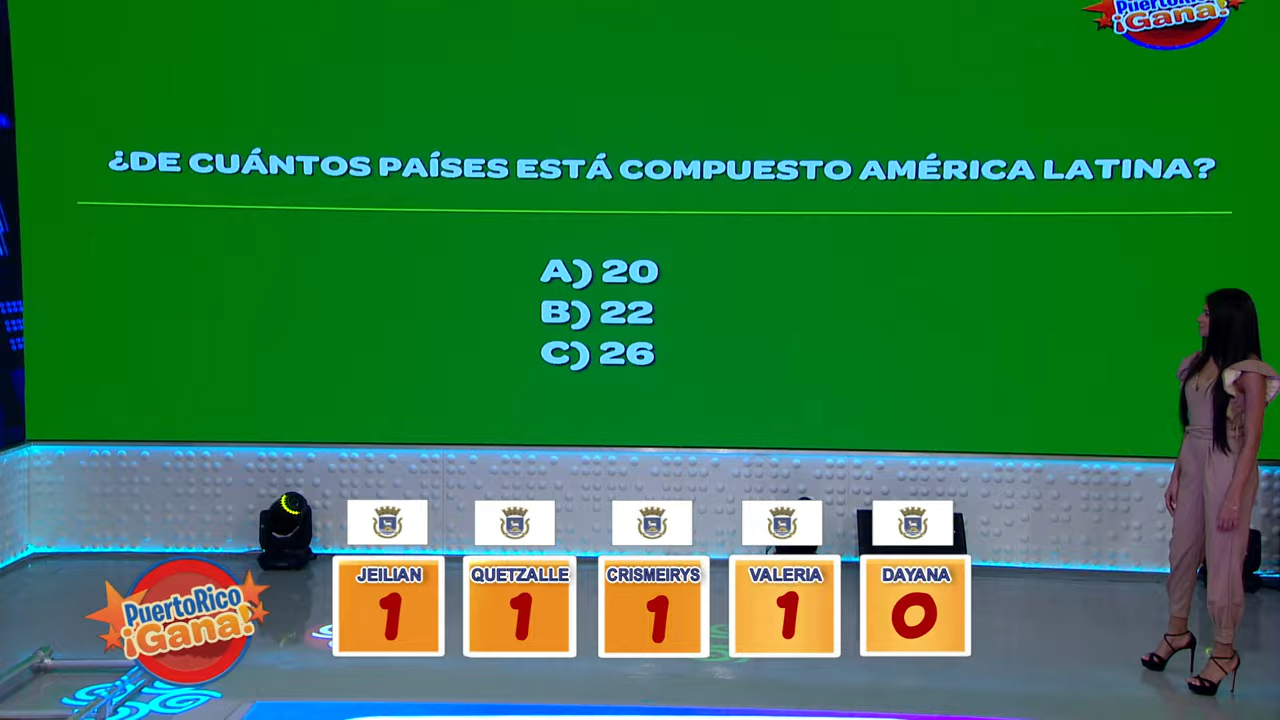 PuertoRico
¡Gana!
¿DE CUÁNTOS PAÍSES ESTÁ COMPUESTO AMÉRICA LATINA?
A) 20
B) 22
C) 26
JEILIAN
QUETZALLE
CRISMEIRYS
VALERIA
DAYANA
1
1
1
1
0
PuertoRico
¡Gana!